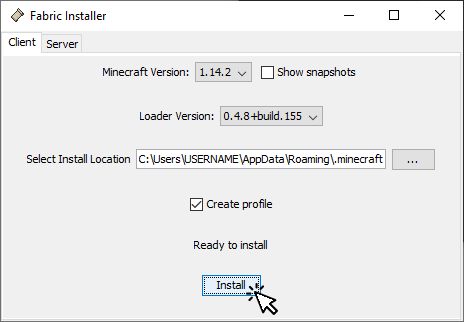 Fabric Installer
Client Server
Minecraft Version: 1.14.2 Show snapshots
Loader Version: 0.4.8+build.155
Select Install Location C:\Users\USERNAME\AppData\Roaming\.minecraft ...
Create profile
Ready to install
Install